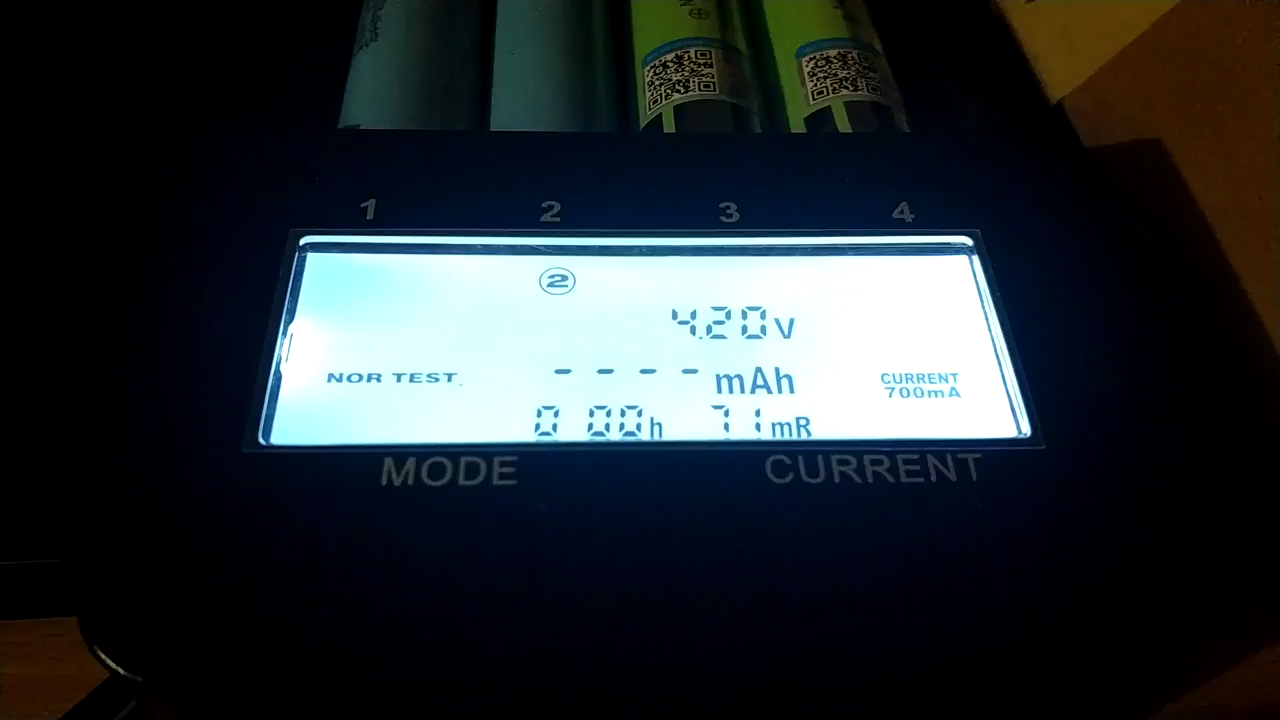 1 2 3 4
2
4.20V
NOR TEST
---- mAh
CURRENT
700mA
0 00h 71mR
MODE CURRENT